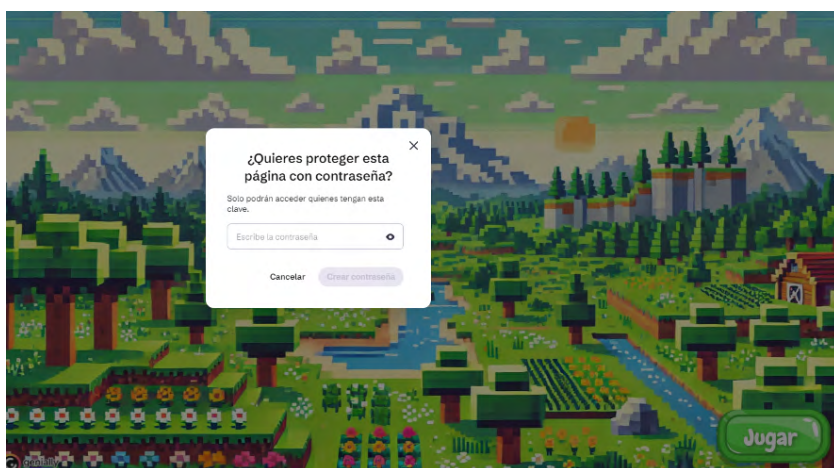 ¿Quieres proteger esta
página con contraseña?
Solo podrán acceder quienes tengan esta
clave.
Escribe la contraseña
Cancelar Crear contraseña
Jugar
genially